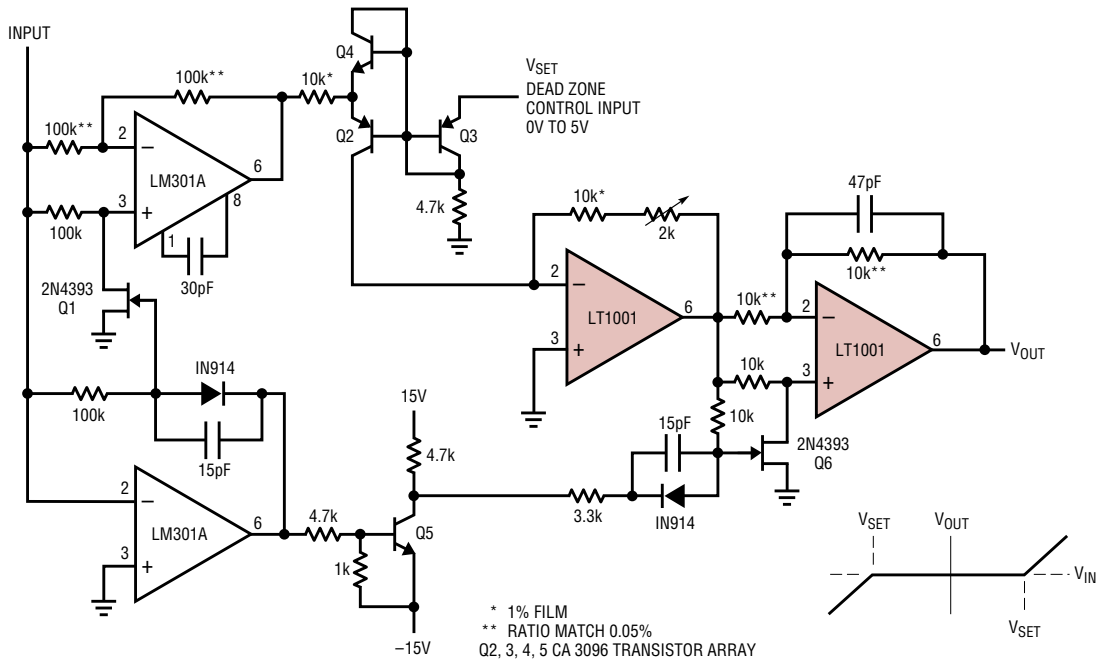 INPUT
100k**
100k**
2
3
–
+
LM301A
6
8
1
30pF
100k
2N4393
Q1
10k*
Q4
Q2
Q3
VSET
DEAD ZONE
CONTROL INPUT
0V TO 5V
4.7k
10k*
2k
2
3
–
+
LT1001
6
47pF
10k**
10k**
2
3
–
+
LT1001
6
VOUT
10k
10k
2N4393
Q6
15pF
IN914
3.3k
IN914
100k
15pF
2
3
–
+
LM301A
6
4.7k
1k
15V
4.7k
Q5
–15V
VSET
VOUT
VIN
VSET
* 1% FILM
** RATIO MATCH 0.05%
Q2, 3, 4, 5 CA 3096 TRANSISTOR ARRAY